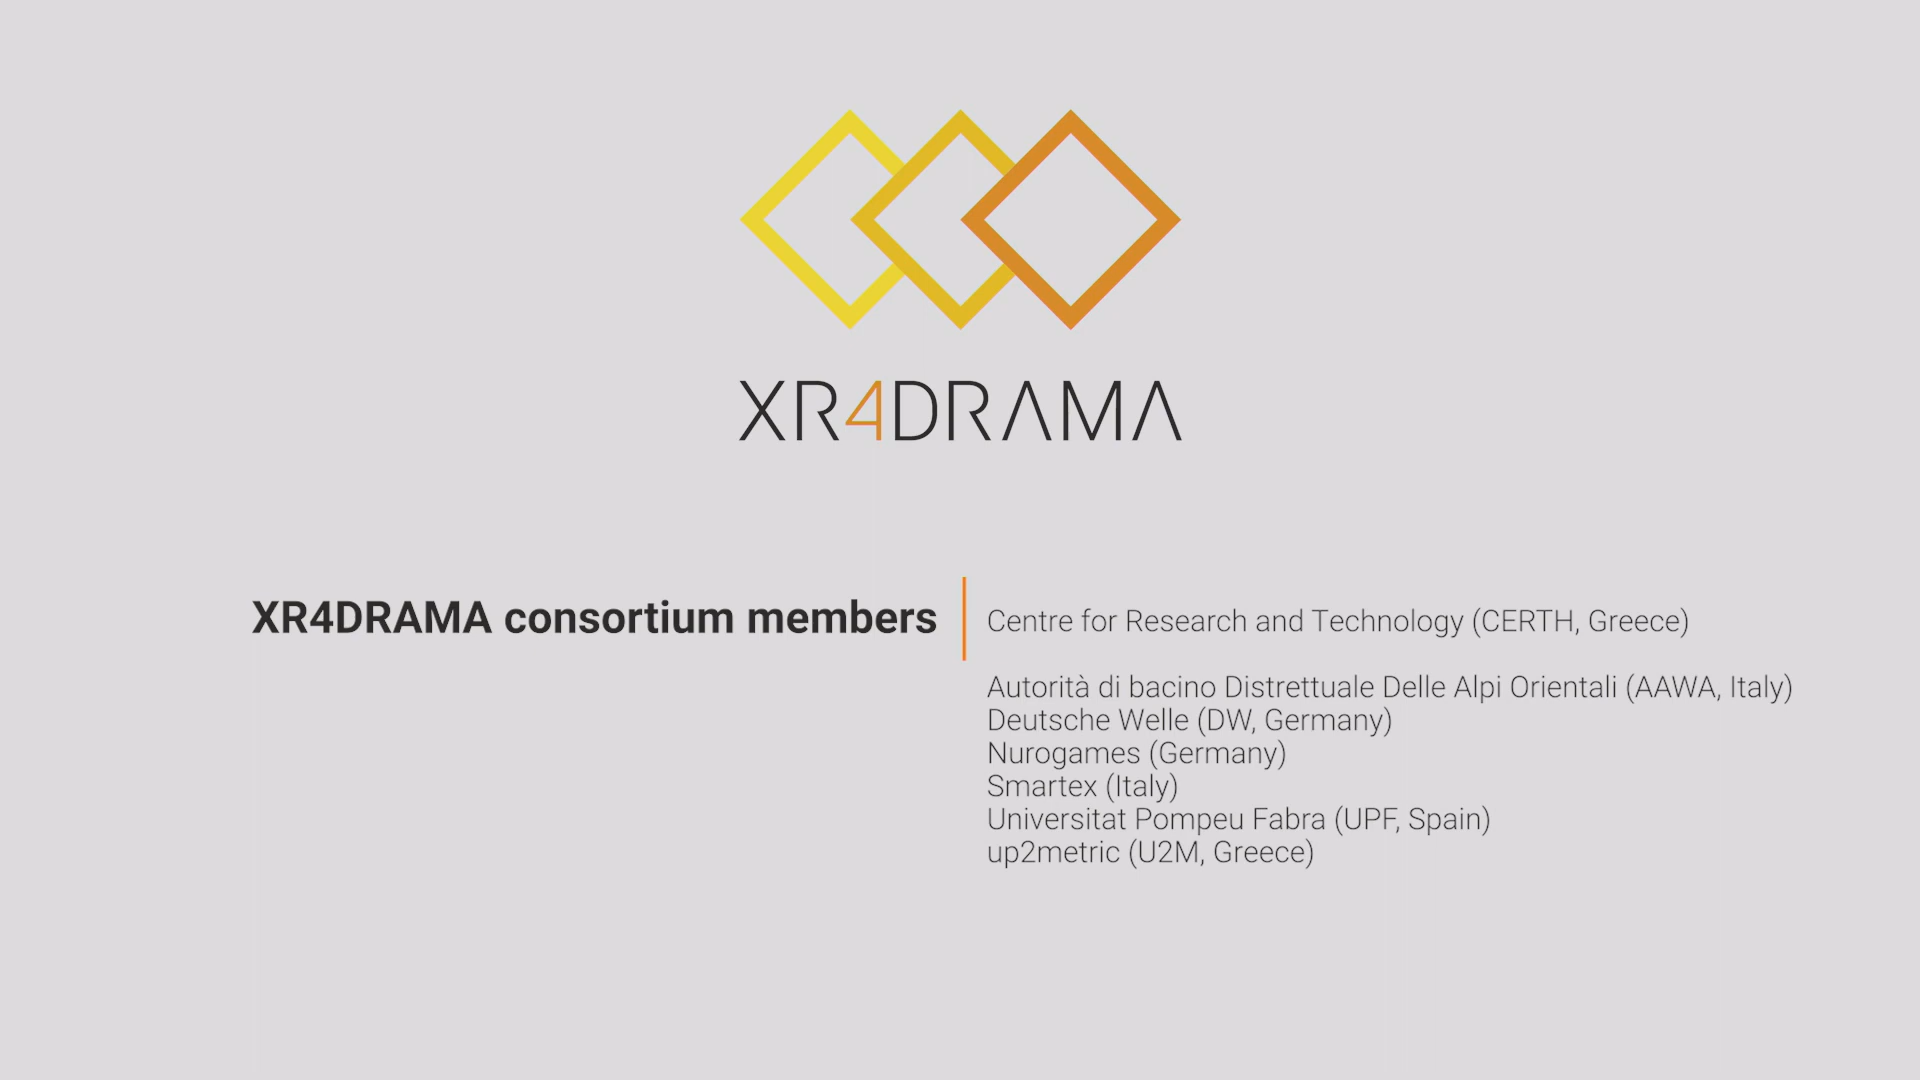 XR4DRAMA
XR4DRAMA consortium members
Centre for Research and Technology (CERTH, Greece)
Autorità di bacino Distrettuale Delle Alpi Orientali (AAWA, Italy)
Deutsche Welle (DW, Germany)
Nurogames (Germany)
Smartex (Italy)
Universitat Pompeu Fabra (UPF, Spain)
up2metric (U2M, Greece)